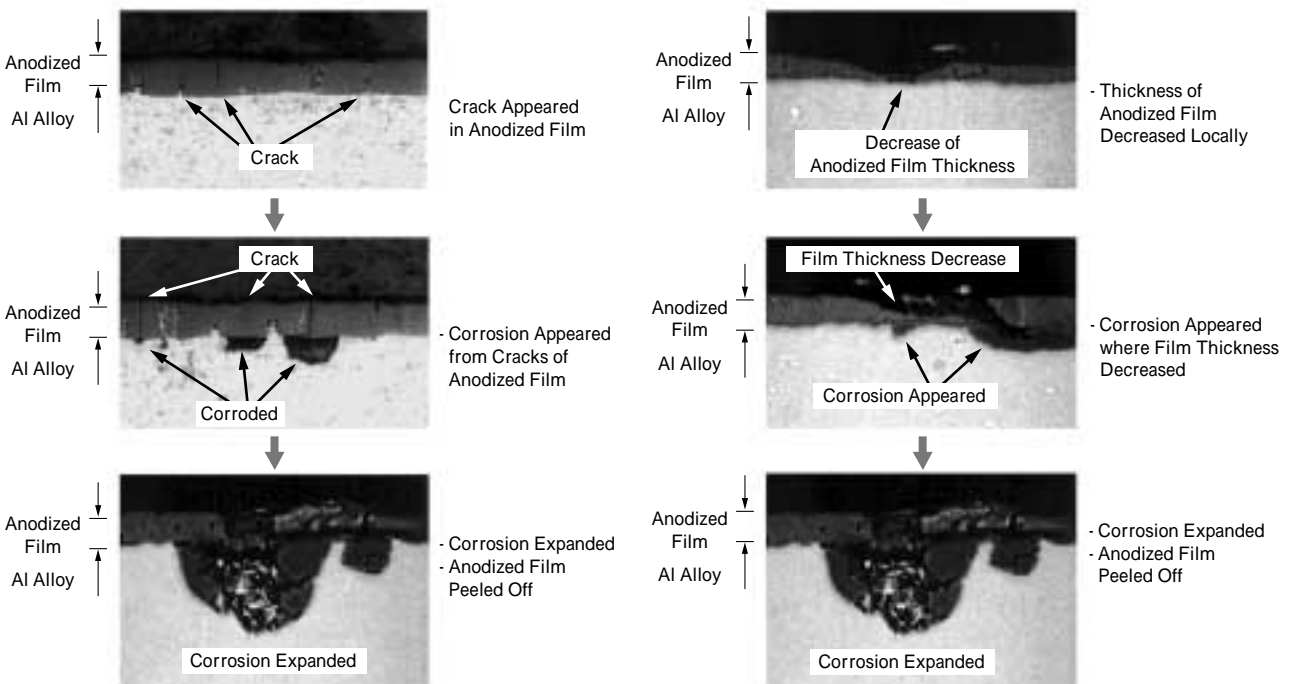 Anodized
Film
Al Alloy
Crack
Crack Appeared
in Anodized Film
Crack
Anodized
Film
Al Alloy
Corroded
- Corrosion Appeared
from Cracks of
Anodized Film
Anodized
Film
Al Alloy
Corrosion Expanded
- Corrosion Expanded
- Anodized Film
Peeled Off
Anodized
Film
Al Alloy
Decrease of
Anodized Film Thickness
- Thickness of
Anodized Film
Decreased Locally
Film Thickness Decrease
Anodized
Film
Al Alloy
Corrosion Appeared
- Corrosion Appeared
where Film Thickness
Decreased
Anodized
Film
Al Alloy
Corrosion Expanded
- Corrosion Expanded
- Anodized Film
Peeled Off